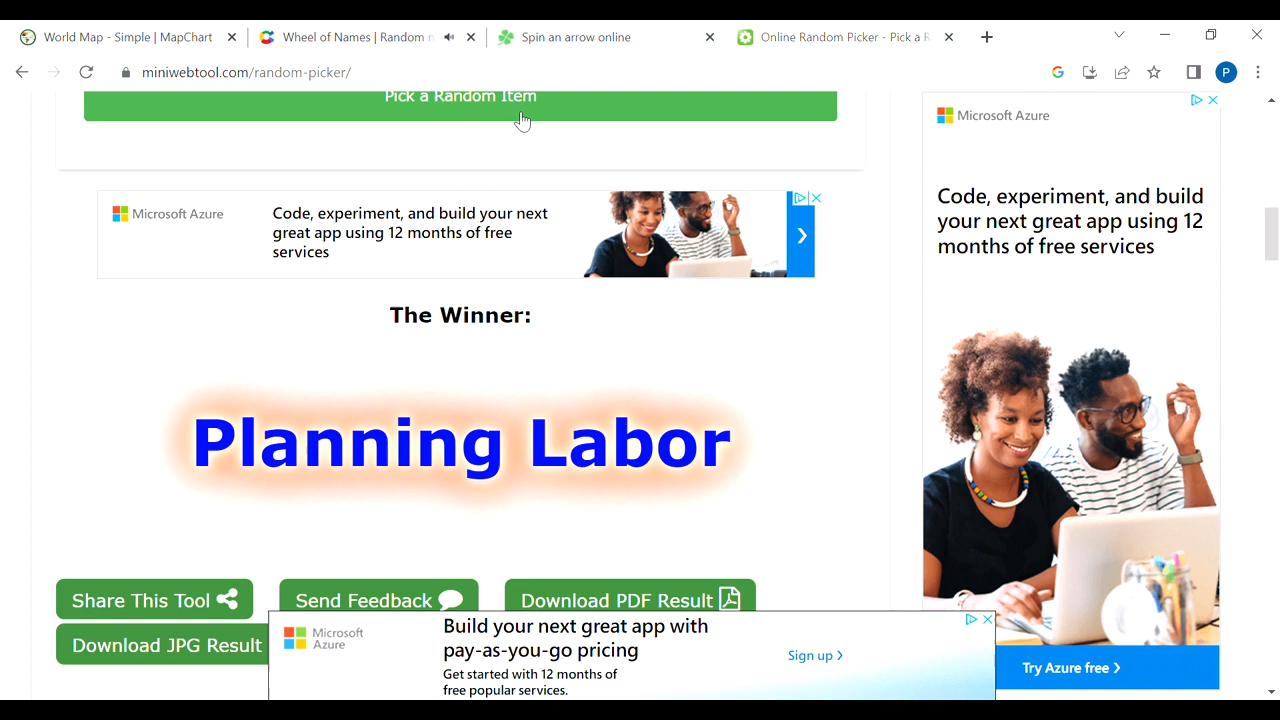 World Map - Simple | MapChart
Wheel of Names | Random n
Spin an arrow online
Online Random Picker - Pick a R
miniwebtool.com/random-picker/
P
Pick a Random Item
Microsoft Azure
Code, experiment, and build your next
great app using 12 months of free
services
The Winner:
Planning Labor
Share This Tool
Send Feedback
Download PDF Result
Download JPG Result
Microsoft
Azure
Build your next great app with
pay-as-you-go pricing
Get started with 12 months of
free popular services.
Sign up
Microsoft Azure
Code, experiment, and build
your next great app using 12
months of free services
Try Azure free